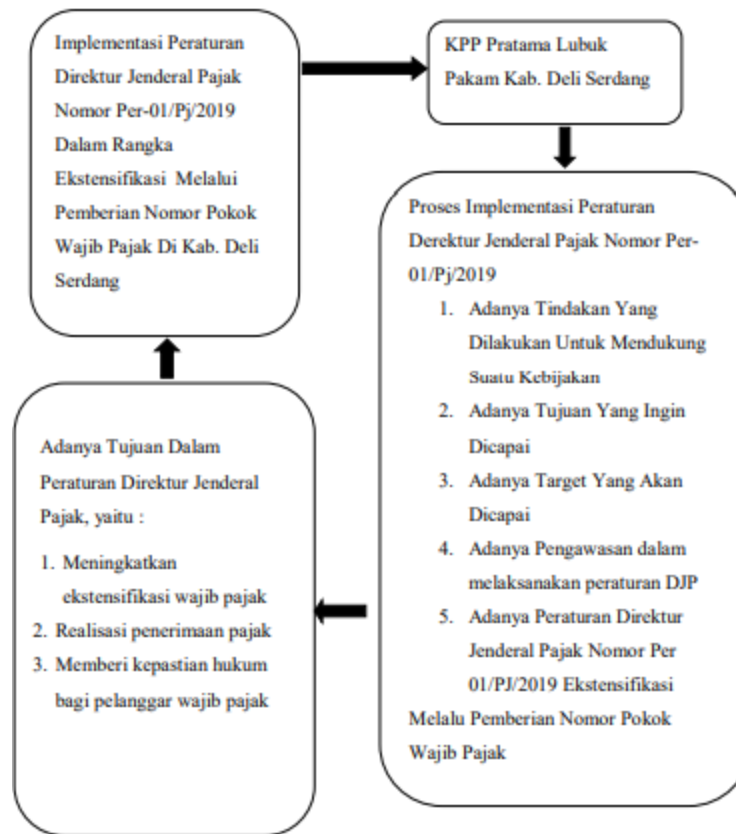 Implementasi Peraturan
Direktur Jenderal Pajak
Nomor Per-01/Pj/2019
Dalam Rangka
Ekstensifikasi Melalui
Pemberian Nomor Pokok
Wajib Pajak Di Kab. Deli
Serdang
KPP Pratama Lubuk
Pakam Kab. Deli Serdang
Proses Implementasi Peraturan
Derektur Jenderal Pajak Nomor Per-
01/Pj/2019
1. Adanya Tindakan Yang
Dilakukan Untuk Mendukung
Suatu Kebijakan
2. Adanya Tujuan Yang Ingin
Dicapai
3. Adanya Target Yang Akan
Dicapai
4. Adanya Pengawasan dalam
melaksanakan peraturan DJP
5. Adanya Peraturan Direktur
Jenderal Pajak Nomor Per
01/PJ/2019 Ekstensifikasi
Melalu Pemberian Nomor Pokok
Wajib Pajak
Adanya Tujuan Dalam
Peraturan Direktur Jenderal
Pajak, yaitu :
1. Meningkatkan
ekstensifikasi wajib pajak
2. Realisasi penerimaan pajak
3. Memberi kepastian hukum
bagi pelanggar wajib pajak